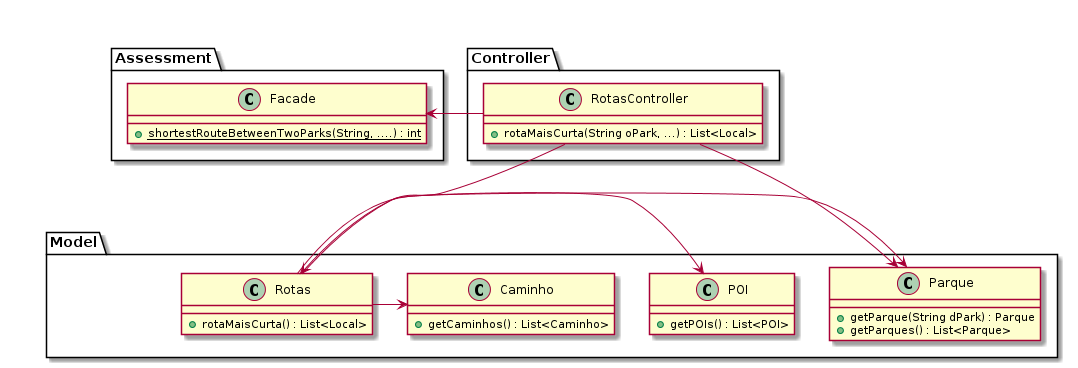 Assessment
C Facade
shortestRouteBetweenTwoParks(String, ....) : int
Controller
C RotasController
rotaMaisCurta(String oPark, ...) : List<Local>
Model
C Rotas
rotaMaisCurta() : List<Local>
C Caminho
getCaminhos() : List<Caminho>
C POI
getPOIs() : List<POI>
C Parque
getParque(String dPark) : Parque
getParques() : List<Parque>